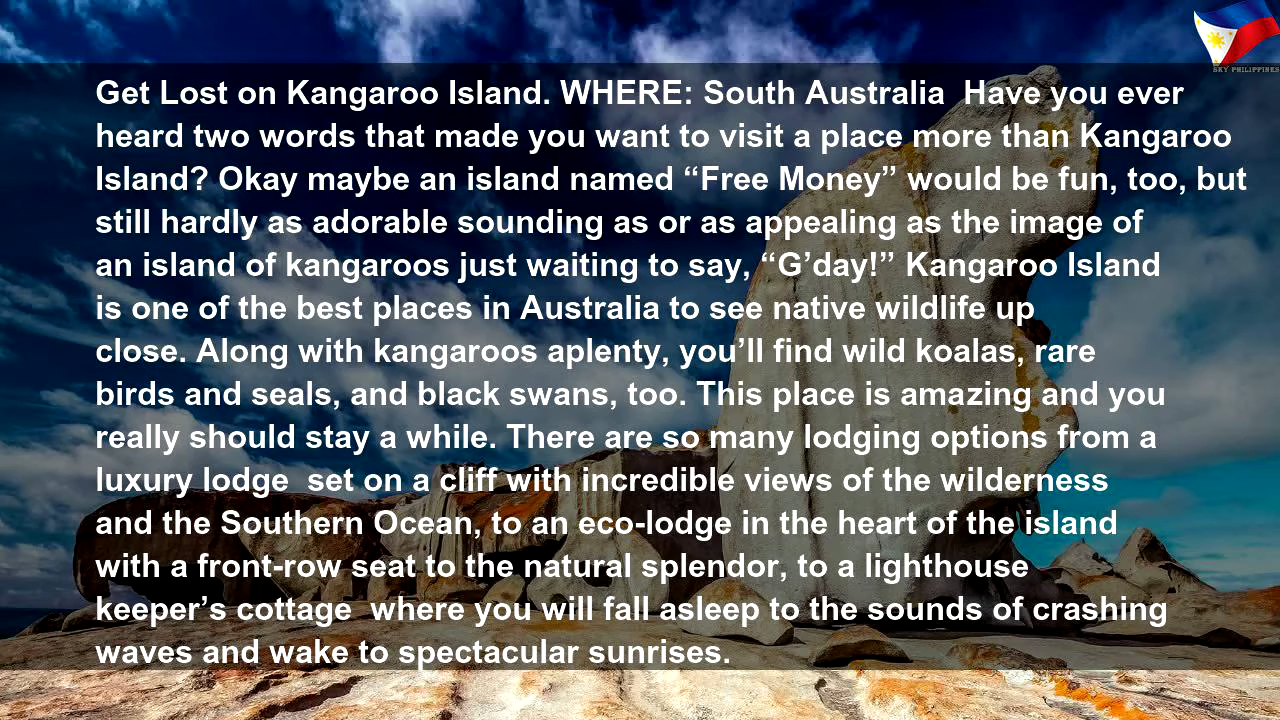 SKY PHILIPPINES
Get Lost on Kangaroo Island. WHERE: South Australia  Have you ever
heard two words that made you want to visit a place more than Kangaroo
Island? Okay maybe an island named “Free Money” would be fun, too, but
still hardly as adorable sounding as or as appealing as the image of
an island of kangaroos just waiting to say, “G’day!” Kangaroo Island
is one of the best places in Australia to see native wildlife up
close. Along with kangaroos aplenty, you’ll find wild koalas, rare
birds and seals, and black swans, too. This place is amazing and you
really should stay a while. There are so many lodging options from a
luxury lodge  set on a cliff with incredible views of the wilderness
and the Southern Ocean, to an eco-lodge in the heart of the island
with a front-row seat to the natural splendor, to a lighthouse
keeper’s cottage  where you will fall asleep to the sounds of crashing
waves and wake to spectacular sunrises.